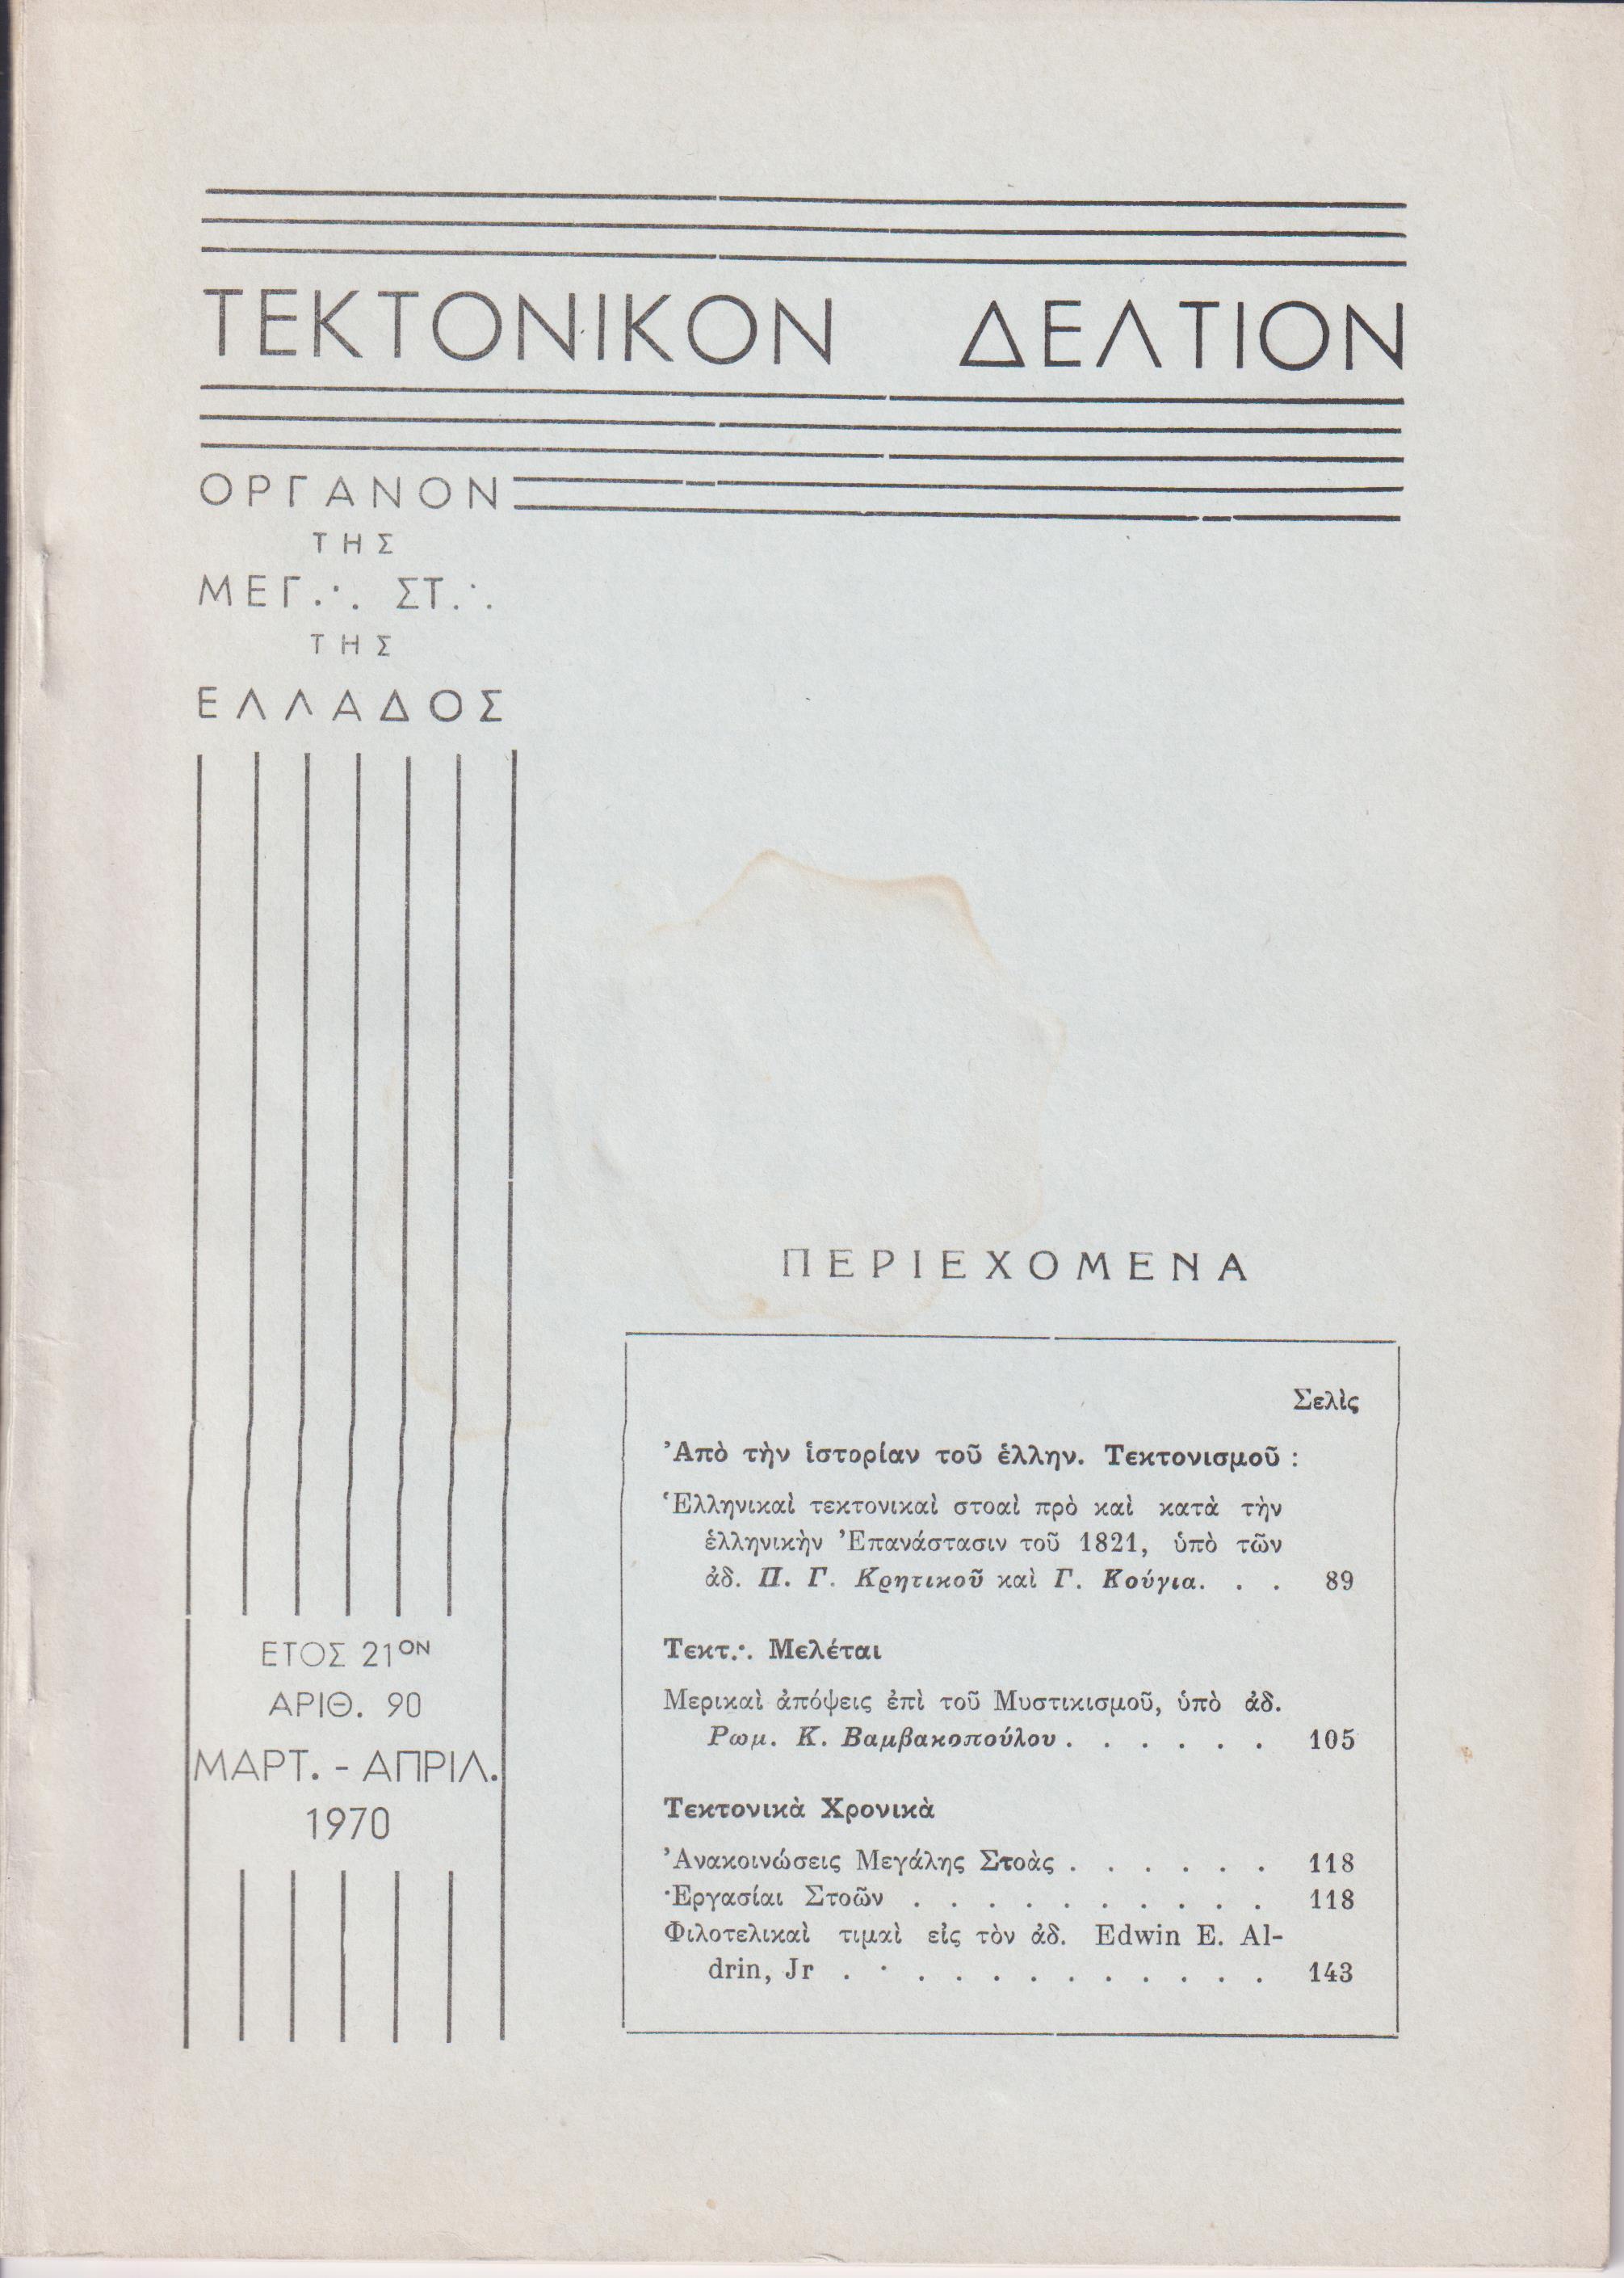 ΤΕΚΤΟΝΙΚΟΝ ΔΕΛΤΙΟΝ
ΟΡΓΑΝΟΝ
ΤΗΣ
ΜΕΓ.·. ΣΤ.·.
ΤΗΣ
ΕΛΛΑΔΟΣ
ΕΤΟΣ 21ΟΝ
ΑΡΙΘ. 90
ΜΑΡΤ. - ΑΠΡΙΛ.
1970
ΠΕΡΙΕΧΟΜΕΝΑ
Σελὶς
Ἀπὸ τὴν ἱστορίαν τοῦ ἑλλην. Τεκτονισμοῦ :
Ἑλληνικαὶ τεκτονικαὶ στοαὶ πρὸ καὶ κατὰ τὴν
ἑλληνικὴν Ἐπανάστασιν τοῦ 1821, ὑπὸ τῶν
ἀδ. Π. Γ. Κρητικοῦ καὶ Γ. Κούγια. . . 89
Τεκτ.·. Μελέται
Μερικαὶ ἀπόψεις ἐπὶ τοῦ Μυστικισμοῦ, ὑπὸ ἀδ.
Ρωμ. Κ. Βαμβακοπούλου . . . . . . 105
Τεκτονικὰ Χρονικὰ
Ἀνακοινώσεις Μεγάλης Στοὰς . . . . . . 118
Ἐργασίαι Στοῶν . . . . . . . . . . 118
Φιλοτελικαὶ τιμαὶ εἰς τὸν ἀδ. Edwin E. Al-
drin, Jr . . . . . . . . . . . . 143